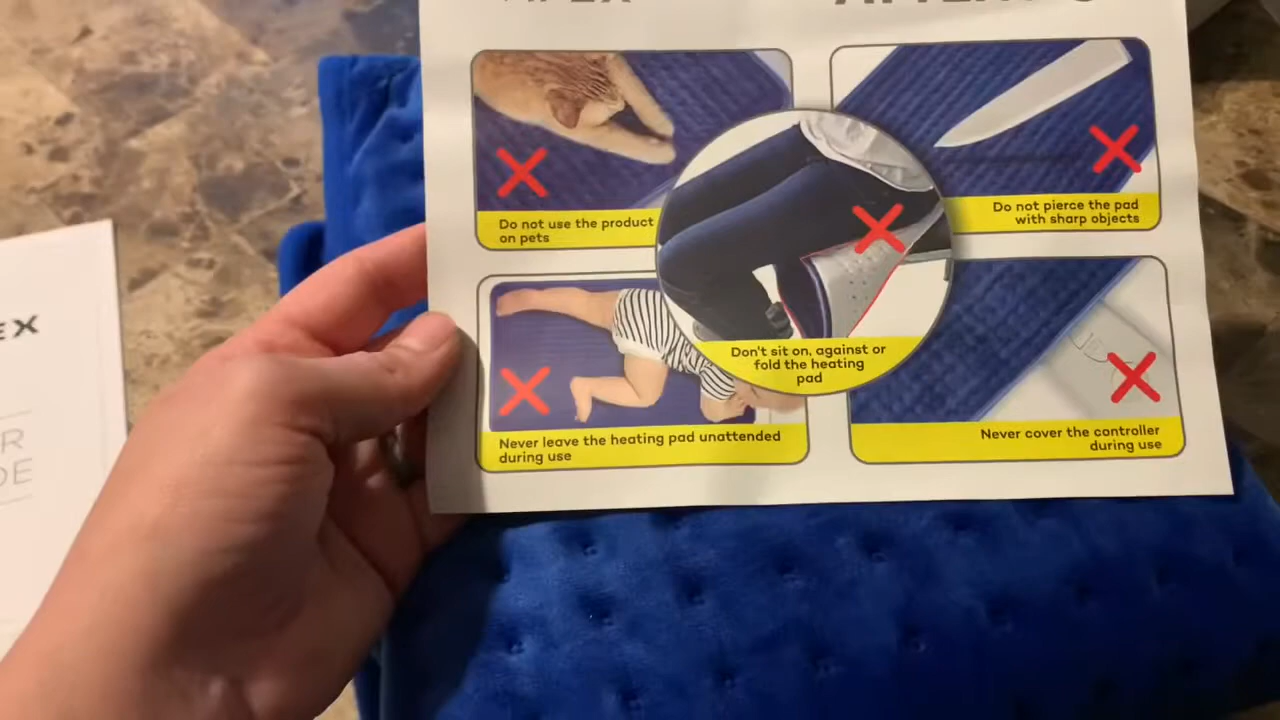 Do not use the product
on pets
Do not pierce the pad
with sharp objects
Don't sit on, against or
fold the heating
pad
Never leave the heating pad unattended
during use
Never cover the controller
during use
EX
R
DE